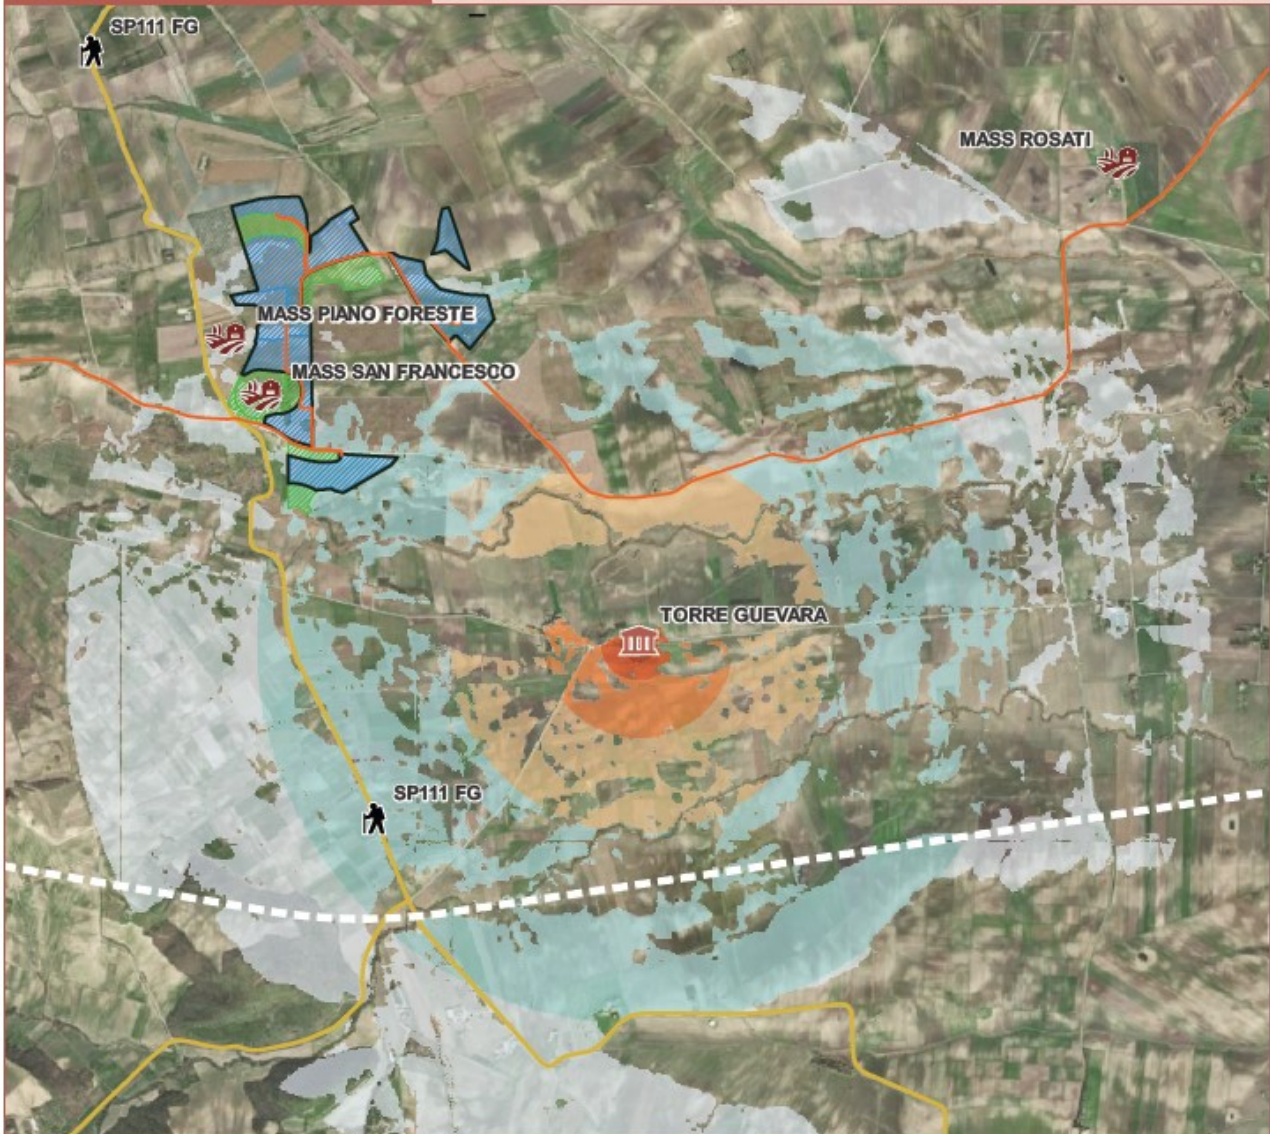 SP111 FG
MASS ROSATI
MASS PIANO FORESTE
MASS SAN FRANCESCO
TORRE GUEVARA
SP111 FG